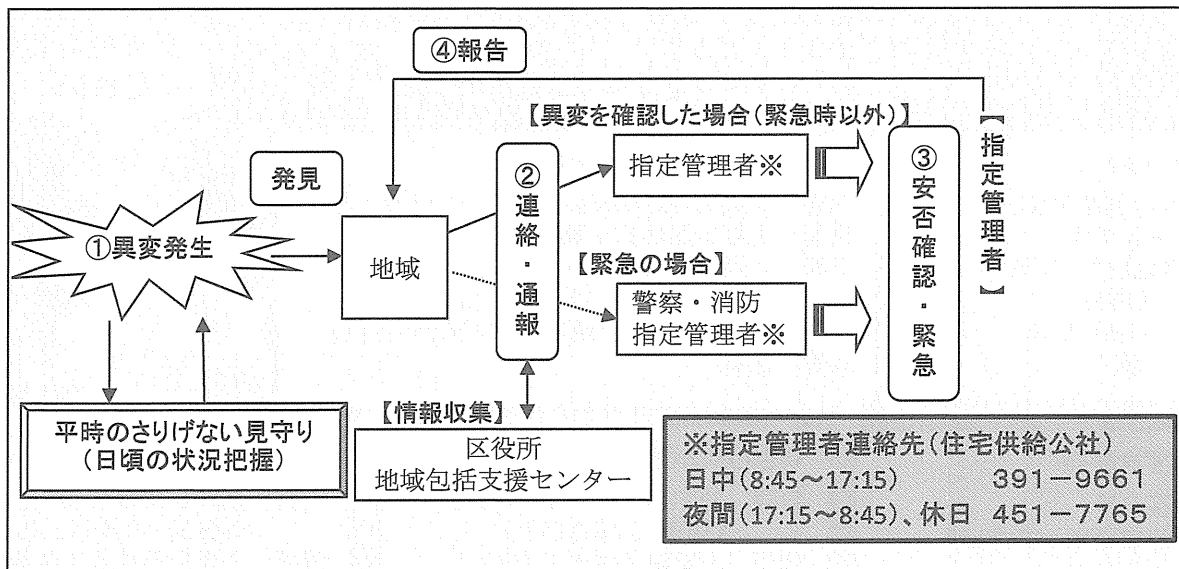 ④報告
【異変を確認した場合(緊急時以外)】
発見
指定管理者※
②連絡・通報
③安否確認・緊急
【指定管理者】
①異変発生
地域
【緊急の場合】
警察・消防
指定管理者※
平時のさりげない見守り
(日頃の状況把握)
【情報収集】
区役所
地域包括支援センター
※指定管理者連絡先(住宅供給公社)
日中(8:45～17:15) 391-9661
夜間(17:15～8:45)、休日 451-7765